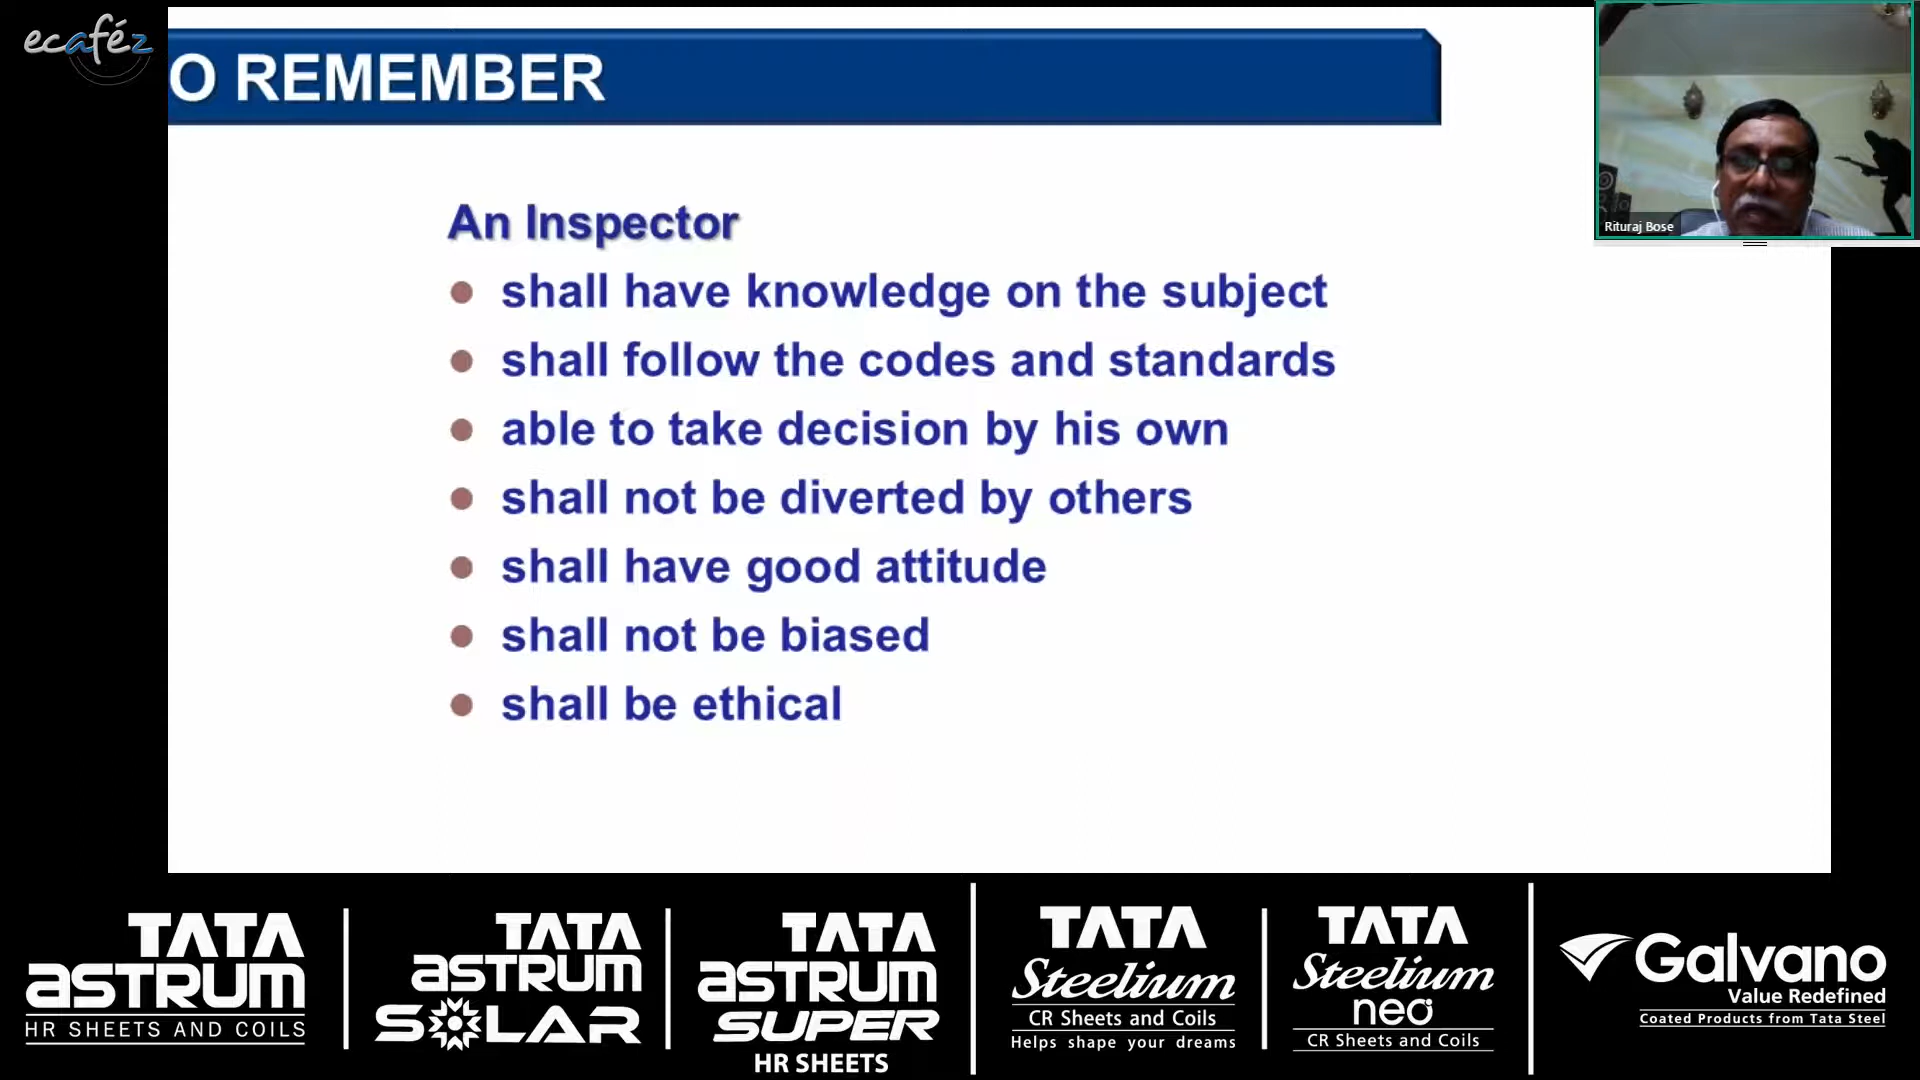 ecaféz
O REMEMBER
Rituraj Bose
An Inspector
shall have knowledge on the subject
shall follow the codes and standards
able to take decision by his own
shall not be diverted by others
shall have good attitude
shall not be biased
shall be ethical
TATA
astrum
HR SHEETS AND COILS
TATA
astrum
SOLAR
TATA
astrum
SUPER
HR SHEETS
TATA
Steelium
CR Sheets and Coils
Helps shape your dreams
TATA
Steelium
neo
CR Sheets and Coils
Galvano
Value Redefined
Coated Products from Tata Steel